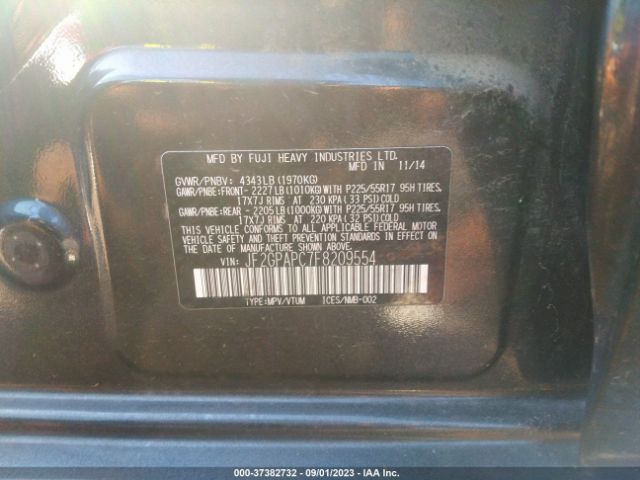 MFD BY FUJI HEAVY INDUSTRIES LTD.
MFD IN 11/14
GVWR/PNBV: 4343LB(1970KG)
GAWR/PNBE:FRONT- 2227LB(1010KG)WITH P225/55R17 95H TIRES,
17X7J RIMS AT 230 KPA( 33 PSI)COLD
GAWR/PNBE:REAR - 2205LB(1000KG)WITH P225/55R17 95H TIRES,
17X7J RIMS AT 220 KPA( 32 PSI)COLD
THIS VEHICLE CONFORMS TO ALL APPLICABLE FEDERAL MOTOR
VEHICLE SAFETY AND THEFT PREVENTION STANDARDS IN EFFECT
ON THE DATE OF MANUFACTURE SHOWN ABOVE.
VIN: JF2GPAPC7F8209554
TYPE:MPV/VTUM ICES/NMB-002
000-37382732 - 09/01/2023 - IAA Inc.